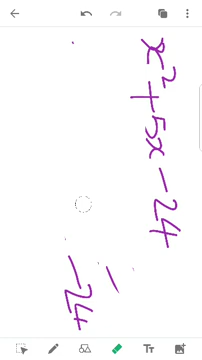 x² + 5x - 24
- 24